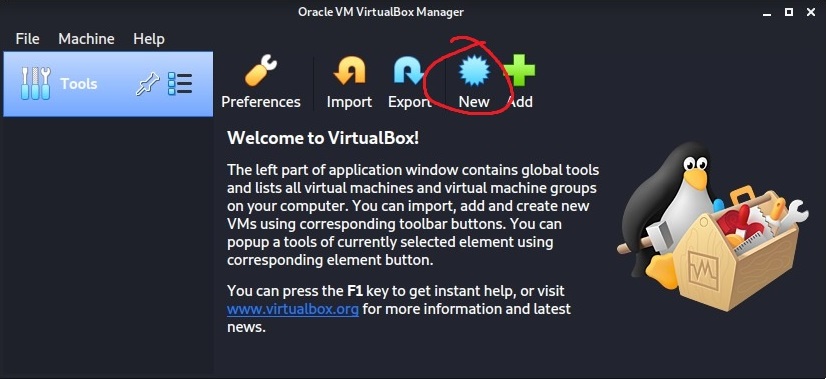 Oracle VM VirtualBox Manager
File Machine Help
Tools
Preferences Import Export New Add
Welcome to VirtualBox!
The left part of application window contains global tools
and lists all virtual machines and virtual machine groups
on your computer. You can import, add and create new
VMs using corresponding toolbar buttons. You can
popup a tools of currently selected element using
corresponding element button.
You can press the F1 key to get instant help, or visit
www.virtualbox.org for more information and latest
news.